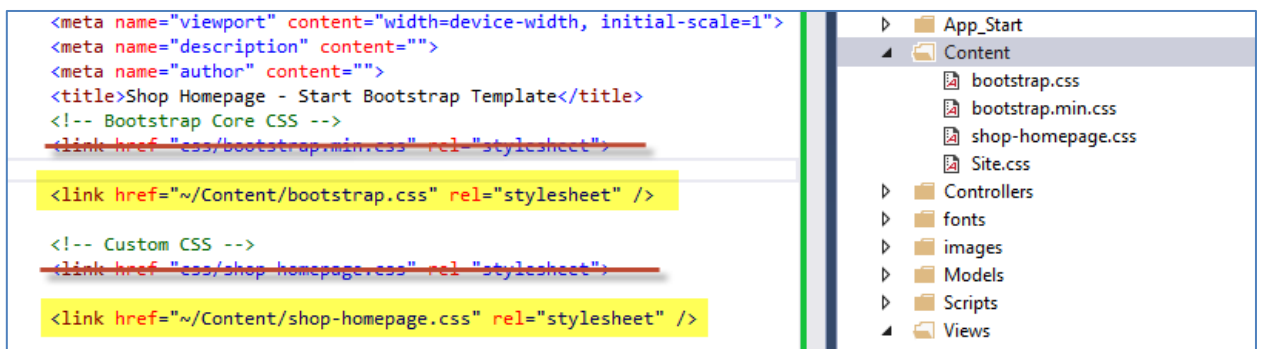 <meta name="viewport" content="width=device-width, initial-scale=1">
<meta name="description" content="">
<meta name="author" content="">
<title>Shop Homepage - Start Bootstrap Template</title>
<!-- Bootstrap Core CSS -->
<link href="css/bootstrap.min.css" rel="stylesheet">
<link href="~/Content/bootstrap.css" rel="stylesheet" />
<!-- Custom CSS -->
<link href="css/shop-homepage.css" rel="stylesheet">
<link href="~/Content/shop-homepage.css" rel="stylesheet" />
App_Start
Content
bootstrap.css
bootstrap.min.css
shop-homepage.css
Site.css
Controllers
fonts
images
Models
Scripts
Views